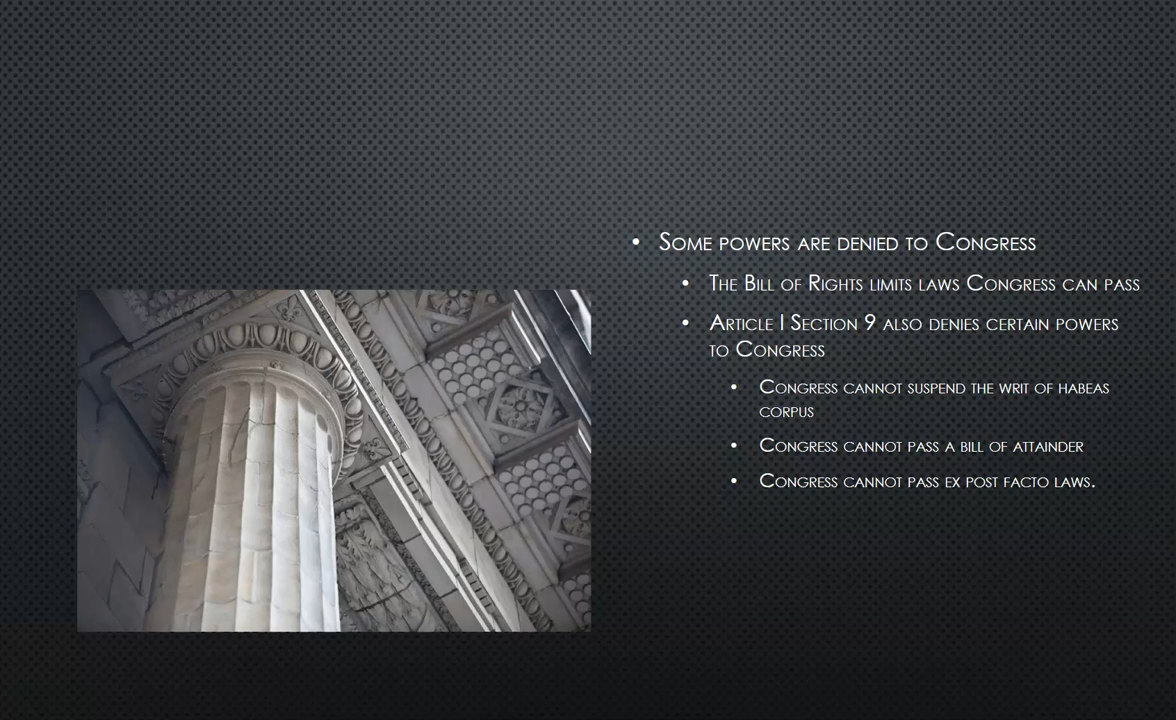 • Some powers are denied to Congress
• The Bill of Rights limits laws Congress can pass
• Article I Section 9 also denies certain powers
to Congress
• Congress cannot suspend the writ of habeas
corpus
• Congress cannot pass a bill of attainder
• Congress cannot pass ex post facto laws.